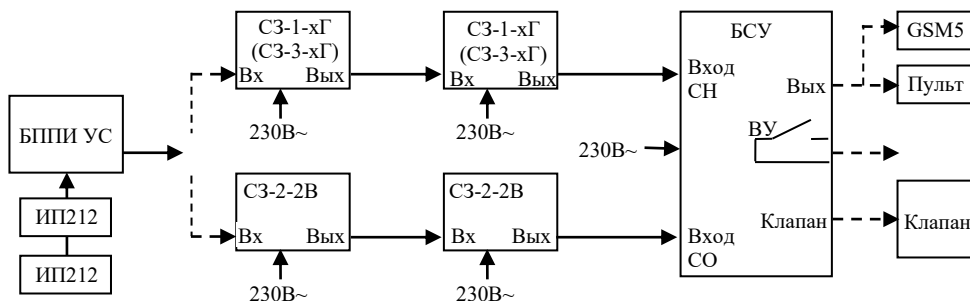 СЗ-1-хГ
(СЗ-3-хГ)
Вх Вых
230В~
СЗ-1-хГ
(СЗ-3-хГ)
Вх Вых
230В~
БСУ
Вход
СН
Вых
230В~
ВУ
Клапан
Вход
СО
GSM5
Пульт
Клапан
БППИ УС
ИП212
ИП212
СЗ-2-2В
Вх Вых
230В~
СЗ-2-2В
Вх Вых
230В~